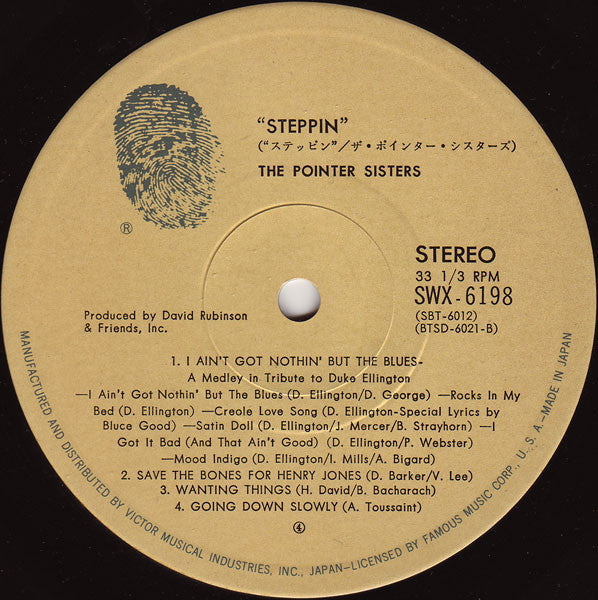 "STEPPIN"
("ステッピン"/ザ・ポインター・シスターズ)
THE POINTER SISTERS
®
STEREO
33 1/3 RPM
SWX-6198
(SBT-6012)
(BTSD-6021-B)
Produced by David Rubinson
& Friends, Inc.
1. I AIN'T GOT NOTHIN' BUT THE BLUES-
A Medley in Tribute to Duke Ellington
—I Ain't Got Nothin' But The Blues (D. Ellington/D. George) —Rocks In My
Bed (D. Ellington) —Creole Love Song (D. Ellington-Special Lyrics by
Bluce Good) —Satin Doll (D. Ellington/J. Mercer/B. Strayhorn) —I
Got It Bad (And That Ain't Good) (D. Ellington/P. Webster)
—Mood Indigo (D. Ellington/I. Mills/A. Bigard)
2. SAVE THE BONES FOR HENRY JONES (D. Barker/V. Lee)
3. WANTING THINGS (H. David/B. Bacharach)
4. GOING DOWN SLOWLY (A. Toussaint)
④
MANUFACTURED AND DISTRIBUTED BY VICTOR MUSICAL INDUSTRIES, INC., JAPAN-LICENSED BY FAMOUS MUSIC CORP., U.S.A.-MADE IN JAPAN